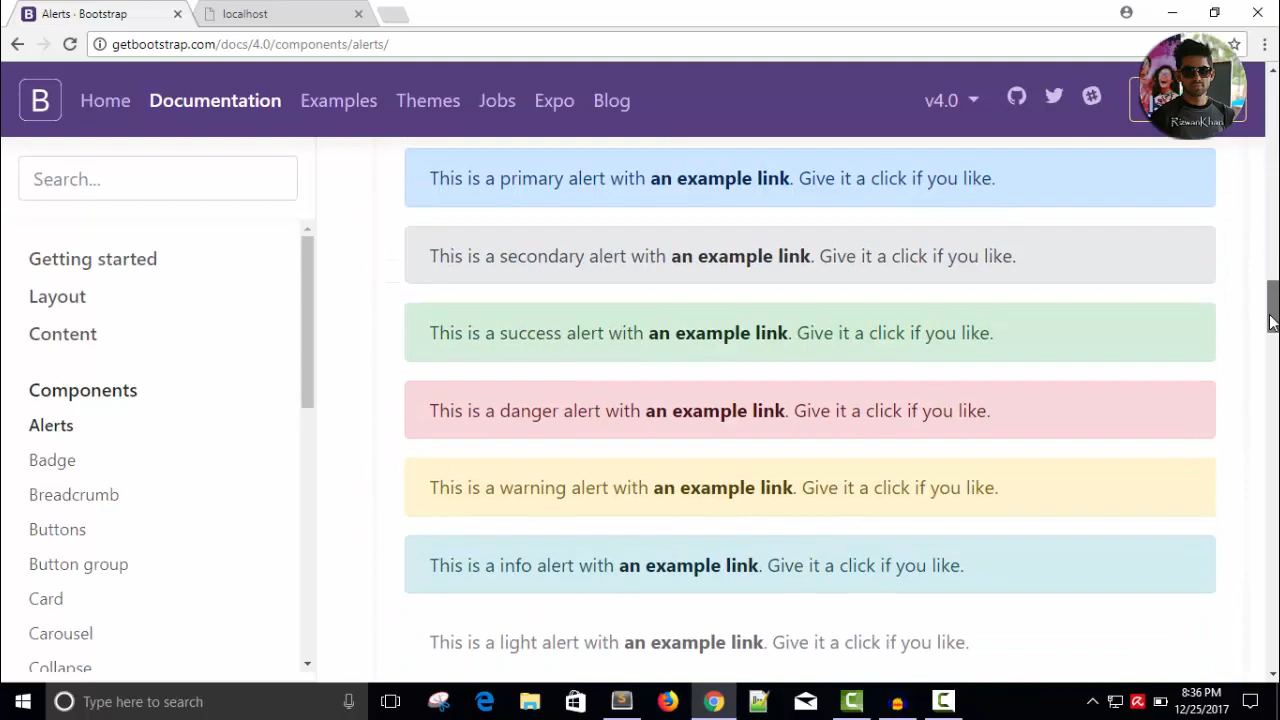 Alerts · Bootstrap
localhost
getbootstrap.com/docs/4.0/components/alerts/
B Home Documentation Examples Themes Jobs Expo Blog v4.0
RizwanKhan
Search...
Getting started
Layout
Content
Components
Alerts
Badge
Breadcrumb
Buttons
Button group
Card
Carousel
Collapse
This is a primary alert with an example link. Give it a click if you like.
This is a secondary alert with an example link. Give it a click if you like.
This is a success alert with an example link. Give it a click if you like.
This is a danger alert with an example link. Give it a click if you like.
This is a warning alert with an example link. Give it a click if you like.
This is a info alert with an example link. Give it a click if you like.
This is a light alert with an example link. Give it a click if you like.
Type here to search
8:36 PM
12/25/2017